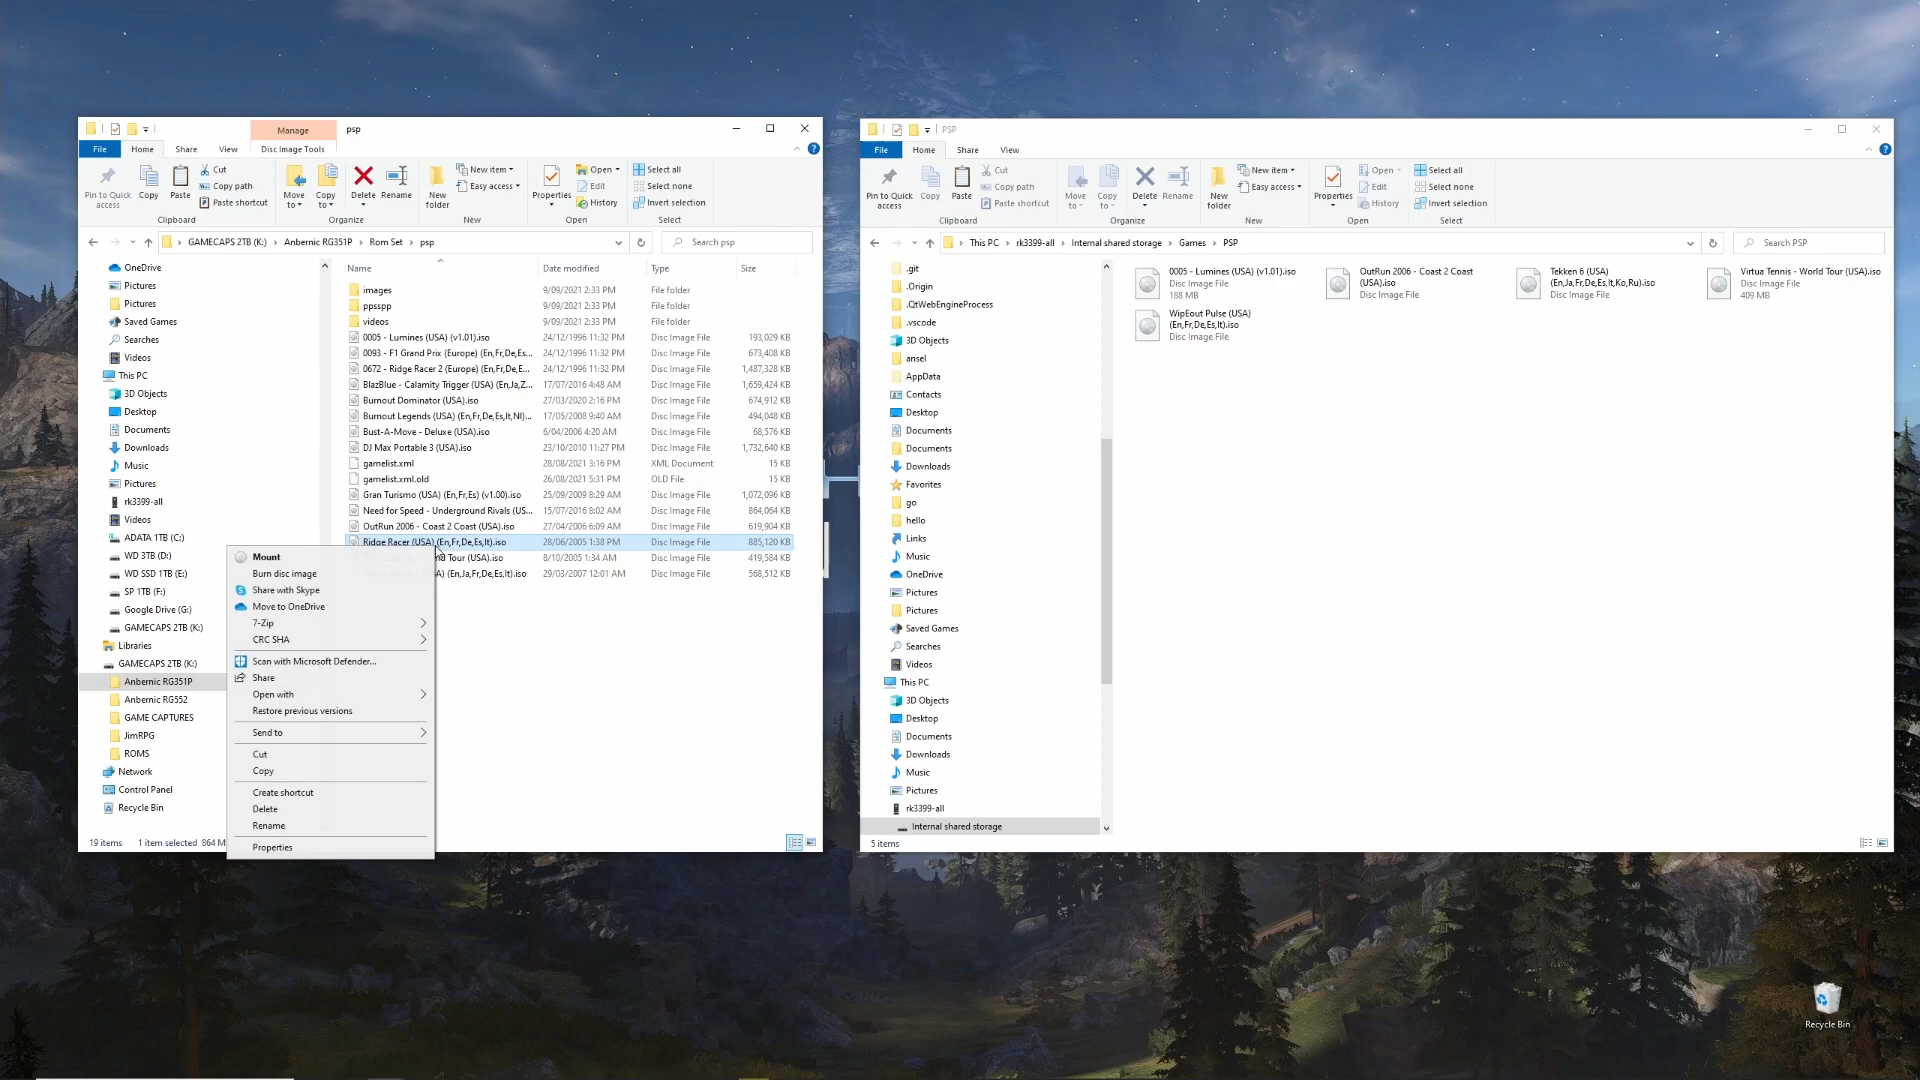 Manage
psp
File
Home
Share
View
Disc Image Tools
Pin to Quick
access
Copy
Paste
Cut
Copy path
Paste shortcut
Clipboard
Move
to
Copy
to
Delete
Rename
Organize
New
folder
New item
Easy access
New
Properties
Open
Edit
History
Open
Select all
Select none
Invert selection
Select
GAMECAPS 2TB (K:) › Anbernic RG351P › Rom Set › psp
Search psp
OneDrive
Pictures
Pictures
Saved Games
Searches
Videos
This PC
3D Objects
Desktop
Documents
Downloads
Music
Pictures
rk3399-all
Videos
ADATA 1TB (C:)
WD 3TB (D:)
WD SSD 1TB (E:)
SP 1TB (F:)
Google Drive (G:)
GAMECAPS 2TB (K:)
Libraries
GAMECAPS 2TB (K:)
Anbernic RG351P
Anbernic RG552
GAME CAPTURES
JimRPG
ROMS
Network
Control Panel
Recycle Bin
Name Date modified Type Size
images 9/09/2021 2:33 PM File folder
ppsspp 9/09/2021 2:33 PM File folder
videos 9/09/2021 2:33 PM File folder
0005 - Lumines (USA) (v1.01).iso 24/12/1996 11:32 PM Disc Image File 193,029 KB
0093 - F1 Grand Prix (Europe) (En,Fr,De,Es... 24/12/1996 11:32 PM Disc Image File 673,408 KB
0672 - Ridge Racer 2 (Europe) (En,Fr,De,E... 24/12/1996 11:32 PM Disc Image File 1,487,328 KB
BlazBlue - Calamity Trigger (USA) (En,Ja,Z... 17/07/2016 4:48 AM Disc Image File 1,659,424 KB
Burnout Dominator (USA).iso 27/03/2020 2:16 PM Disc Image File 674,912 KB
Burnout Legends (USA) (En,Fr,De,Es,It,Nl)... 17/05/2008 9:40 AM Disc Image File 494,048 KB
Bust-A-Move - Deluxe (USA).iso 6/04/2006 4:20 AM Disc Image File 68,576 KB
DJ Max Portable 3 (USA).iso 23/10/2010 11:27 PM Disc Image File 1,732,640 KB
gamelist.xml 28/08/2021 3:16 PM XML Document 15 KB
gamelist.xml.old 26/08/2021 5:31 PM OLD File 15 KB
Gran Turismo (USA) (En,Fr,Es) (v1.00).iso 25/09/2009 8:29 AM Disc Image File 1,072,096 KB
Need for Speed - Underground Rivals (US... 15/07/2016 8:02 AM Disc Image File 864,064 KB
OutRun 2006 - Coast 2 Coast (USA).iso 27/04/2006 6:09 AM Disc Image File 619,904 KB
Ridge Racer (USA) (En,Fr,De,Es,It).iso 28/06/2005 1:38 PM Disc Image File 885,120 KB
Tour (USA).iso 8/10/2005 1:34 AM Disc Image File 419,584 KB
(En,Ja,Fr,De,Es,It).iso 29/03/2007 12:01 AM Disc Image File 568,512 KB
Mount
Burn disc image
Share with Skype
Move to OneDrive
7-Zip
CRC SHA
Scan with Microsoft Defender...
Share
Open with
Restore previous versions
Send to
Cut
Copy
Create shortcut
Delete
Rename
Properties
19 items 1 item selected 864 M
PSP
File
Home
Share
View
Pin to Quick
access
Copy
Paste
Cut
Copy path
Paste shortcut
Clipboard
Move
to
Copy
to
Delete
Rename
Organize
New
folder
New item
Easy access
New
Properties
Open
Edit
History
Open
Select all
Select none
Invert selection
Select
This PC › rk3399-all › Internal shared storage › Games › PSP
Search PSP
.git
.Origin
.QtWebEngineProcess
.vscode
3D Objects
ansel
AppData
Contacts
Desktop
Documents
Documents
Downloads
Favorites
go
hello
Links
Music
OneDrive
Pictures
Pictures
Saved Games
Searches
Videos
This PC
3D Objects
Desktop
Documents
Downloads
Music
Pictures
rk3399-all
Internal shared storage
0005 - Lumines (USA) (v1.01).iso
Disc Image File
188 MB
OutRun 2006 - Coast 2 Coast
(USA).iso
Disc Image File
Tekken 6 (USA)
(En,Ja,Fr,De,Es,It,Ko,Ru).iso
Disc Image File
Virtua Tennis - World Tour (USA).iso
Disc Image File
409 MB
WipEout Pulse (USA)
(En,Fr,De,Es,It).iso
Disc Image File
5 items
Recycle Bin